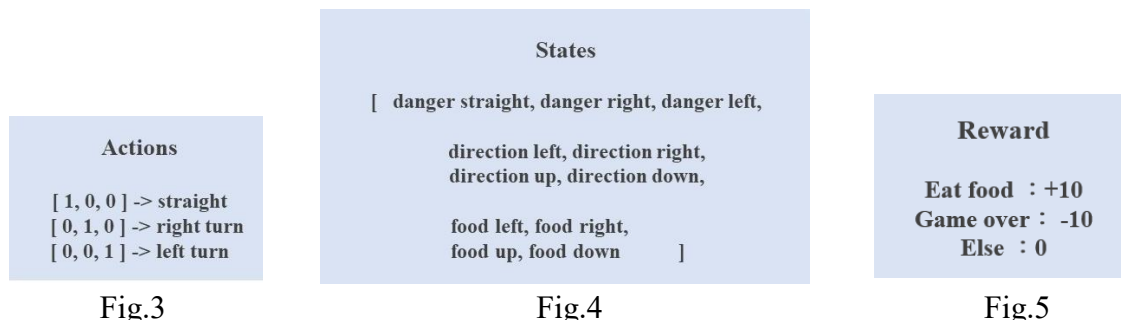 Actions
[ 1, 0, 0 ] -> straight
[ 0, 1, 0 ] -> right turn
[ 0, 0, 1 ] -> left turn
Fig.3
States
[ danger straight, danger right, danger left,
direction left, direction right,
direction up, direction down,
food left, food right,
food up, food down ]
Fig.4
Reward
Eat food ：+10
Game over： -10
Else ：0
Fig.5